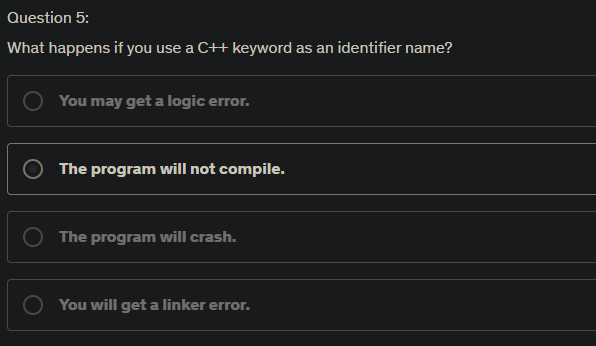 Question 5:
What happens if you use a C++ keyword as an identifier name?
You may get a logic error.
The program will not compile.
The program will crash.
You will get a linker error.